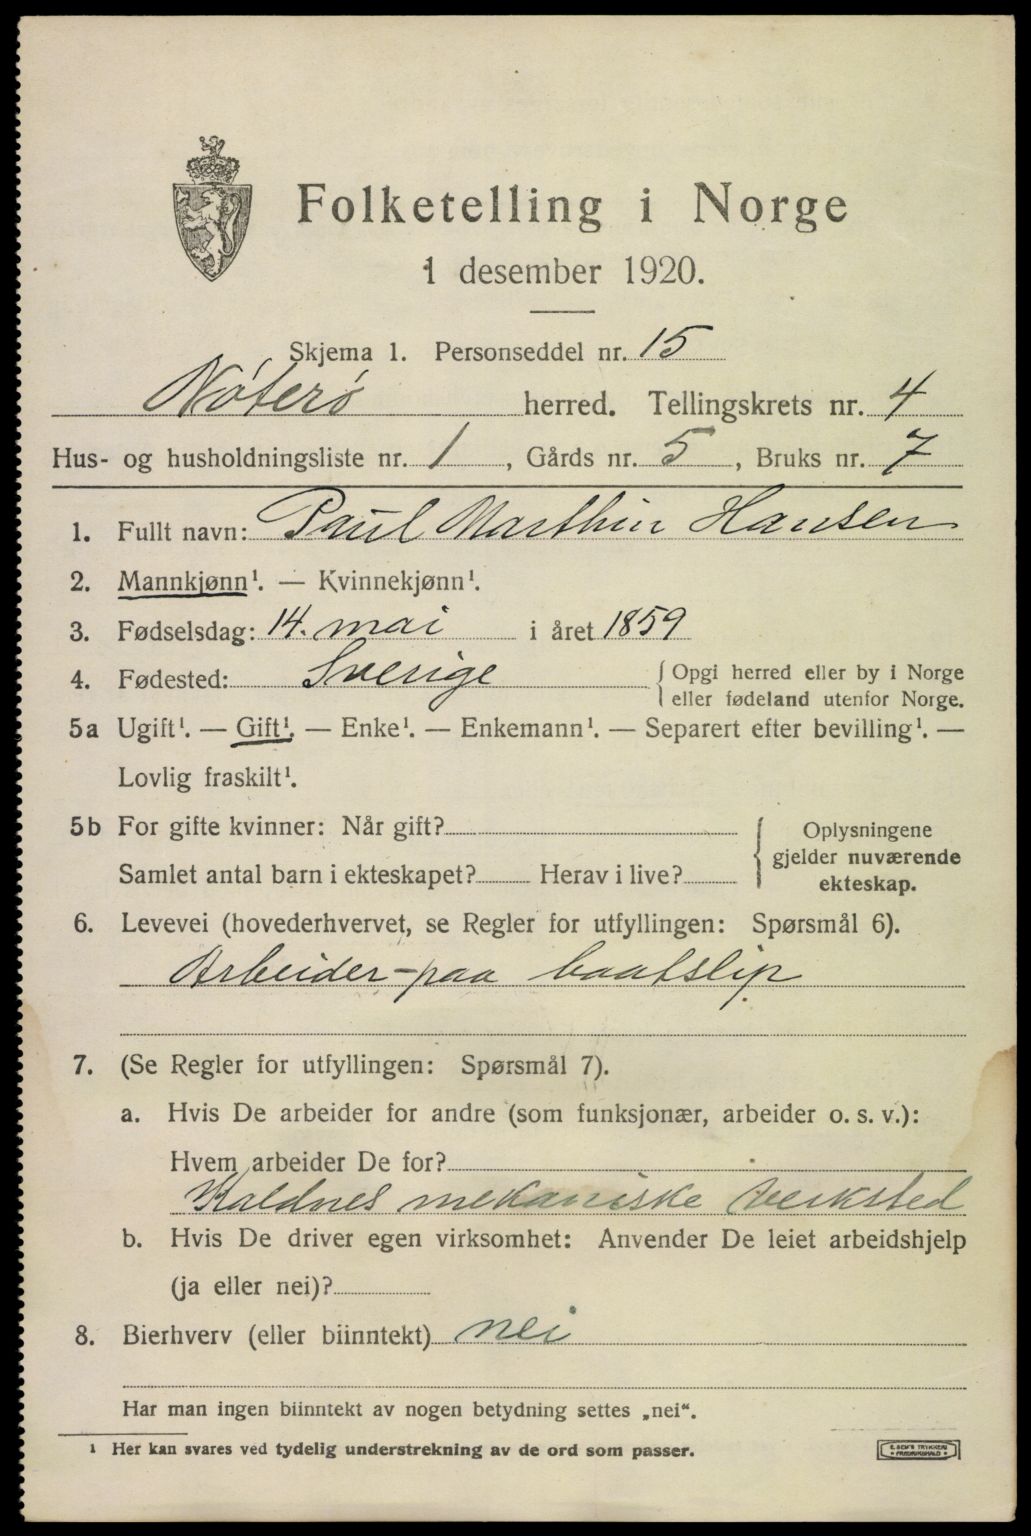 Folketelling i Norge
1 desember 1920.
Skjema 1. Personseddel nr. 15
Nøterø herred. Tellingskrets nr. 4
Hus- og husholdningsliste nr. 1, Gårds nr. 5, Bruks nr. 7
1. Fullt navn: Paul Marthin Hansen
2. Mannkjønn¹. — Kvinnekjønn¹.
3. Fødselsdag: 14. mai i året 1859
4. Fødested: Sverige { Opgi herred eller by i Norge
eller fødeland utenfor Norge.
5a Ugift¹. — Gift¹. — Enke¹. — Enkemann¹. — Separert efter bevilling¹. —
Lovlig fraskilt¹.
5b For gifte kvinner: Når gift?
Samlet antal barn i ekteskapet? Herav i live?
{ Oplysningene
gjelder nuværende
ekteskap.
6. Levevei (hovederhvervet, se Regler for utfyllingen: Spørsmål 6).
Arbeider-paa baatslip
7. (Se Regler for utfyllingen: Spørsmål 7).
a. Hvis De arbeider for andre (som funksjonær, arbeider o. s. v.):
Hvem arbeider De for?
Kaldnes mekaniske Verksted
b. Hvis De driver egen virksomhet: Anvender De leiet arbeidshjelp
(ja eller nei)?
8. Bierhverv (eller biinntekt) nei
Har man ingen biinntekt av nogen betydning settes „nei“.
¹ Her kan svares ved tydelig understrekning av de ord som passer.
E. SEM'S TRYKKERI
FREDRIKSHALD